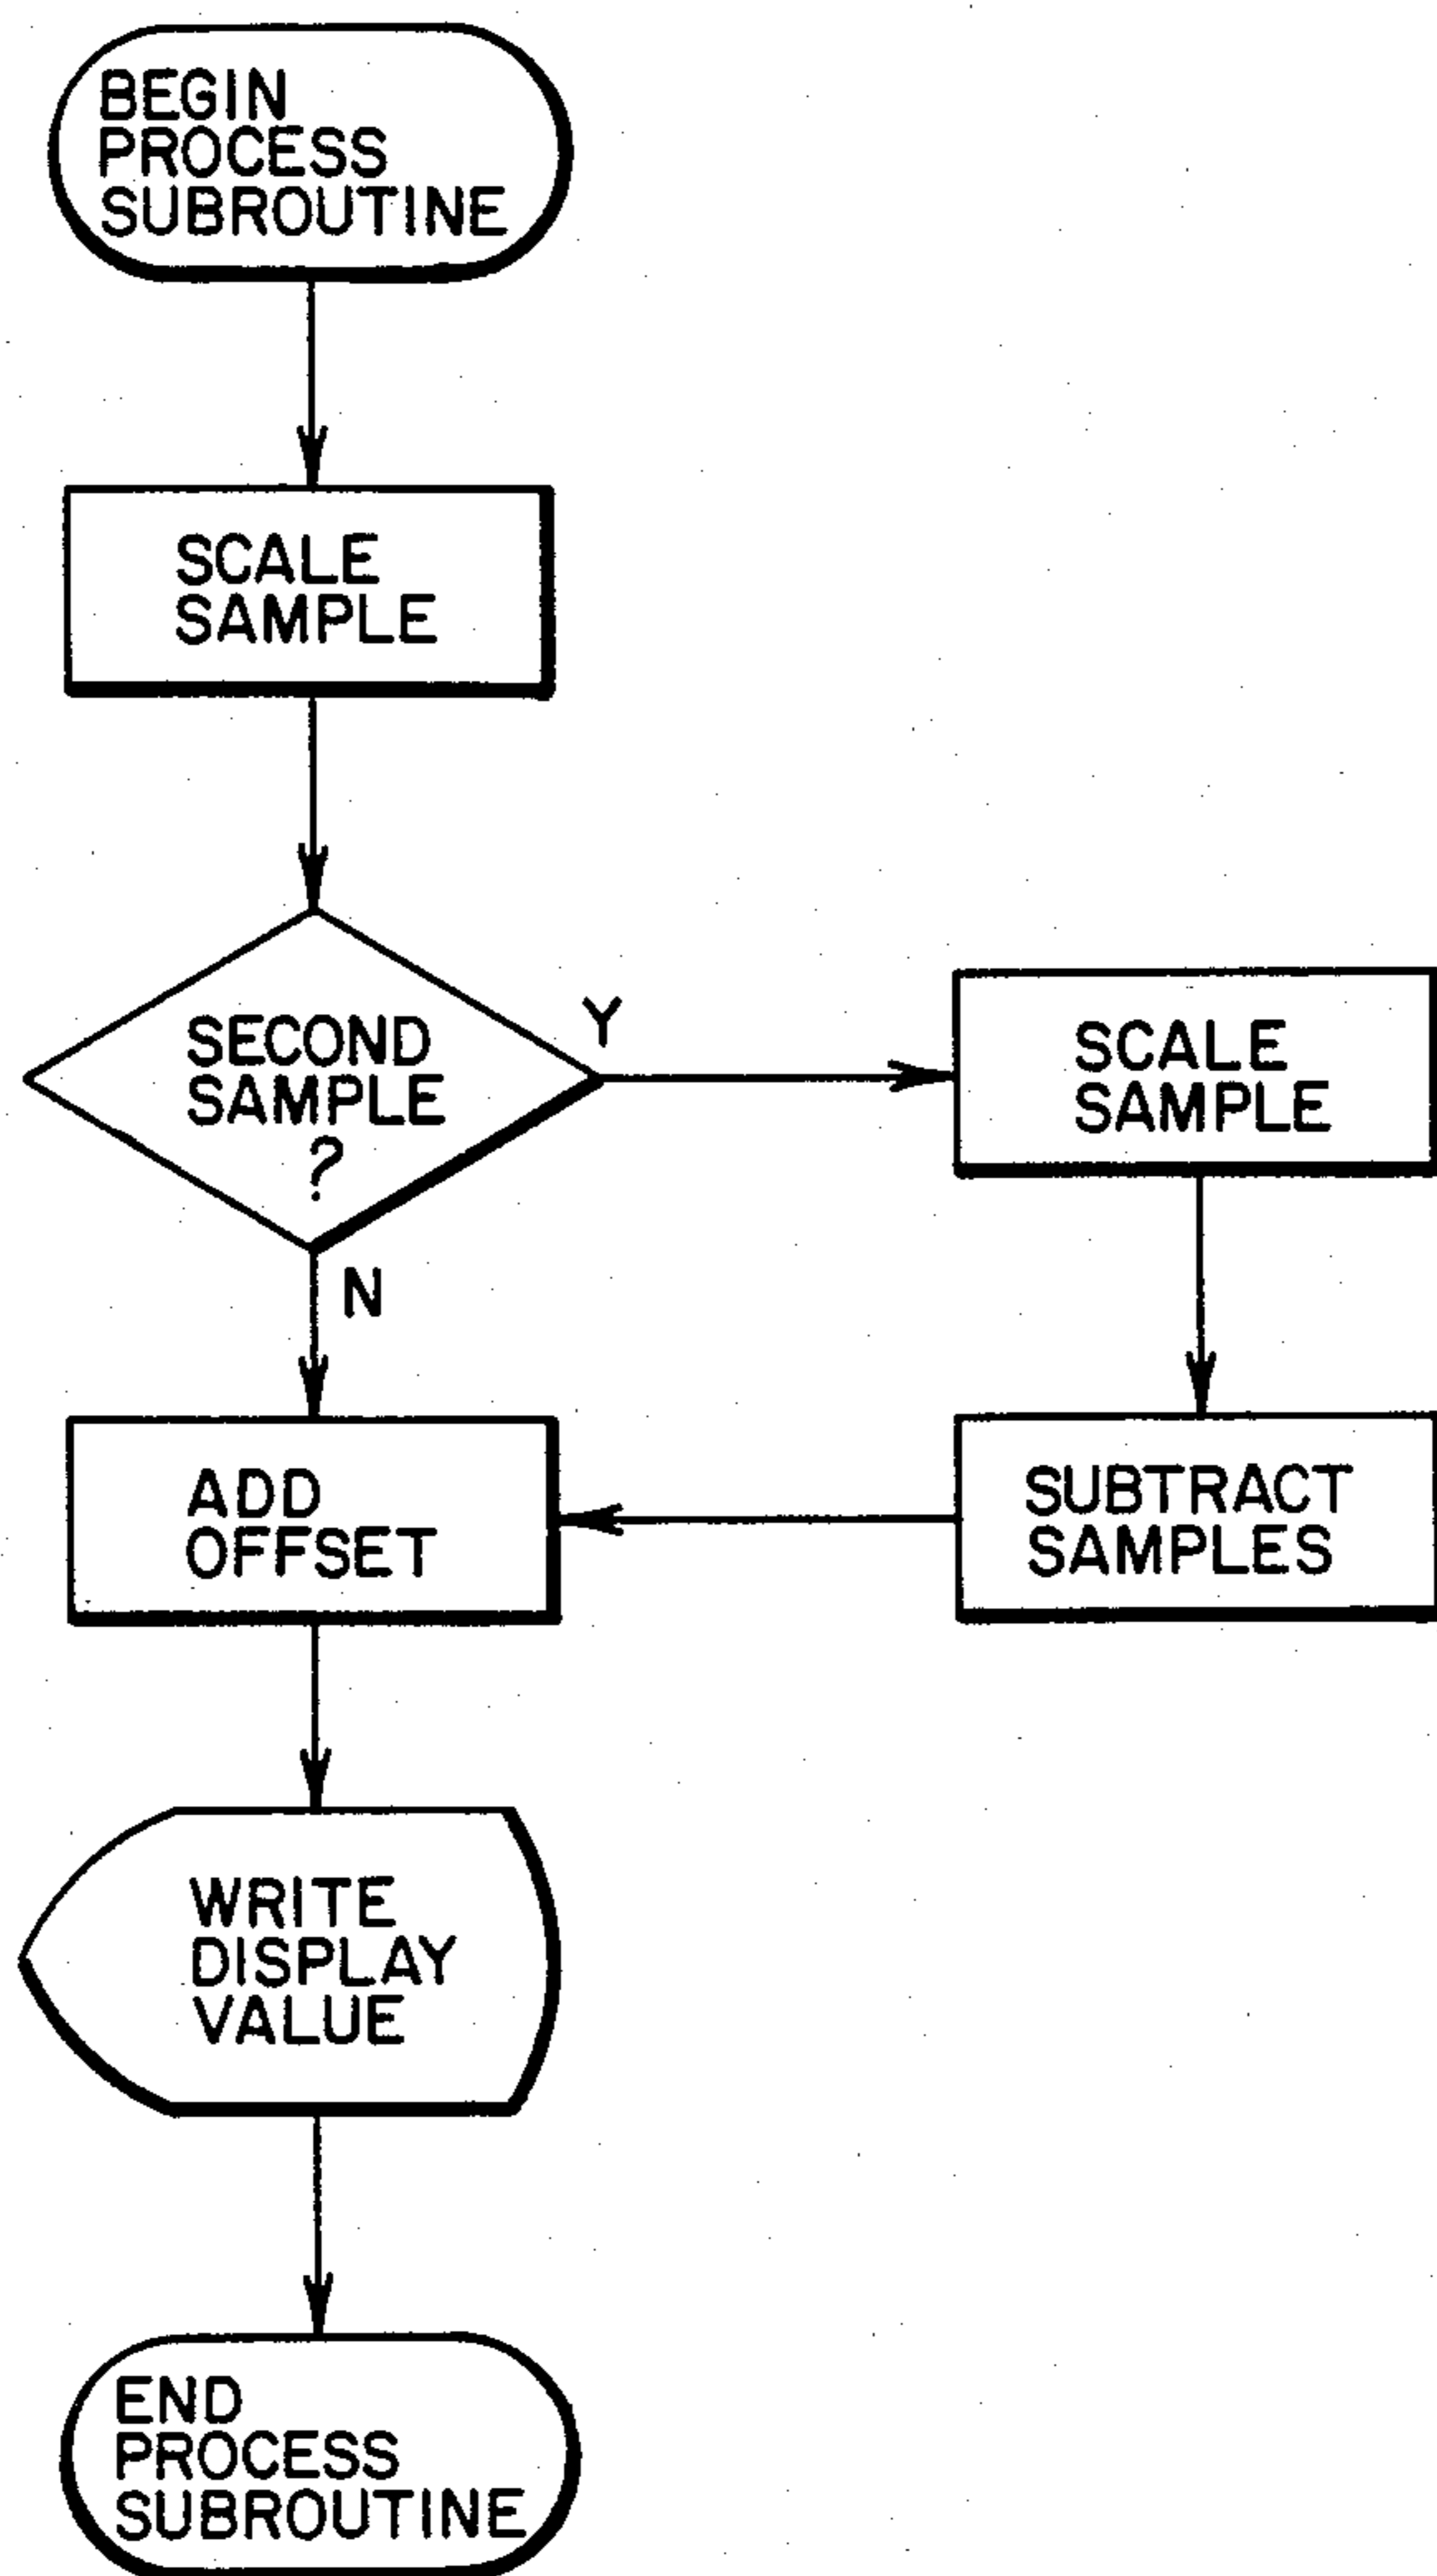 BEGIN
PROCESS
SUBROUTINE
SCALE
SAMPLE
SECOND
SAMPLE
?
Y
N
SCALE
SAMPLE
SUBTRACT
SAMPLES
ADD
OFFSET
WRITE
DISPLAY
VALUE
END
PROCESS
SUBROUTINE